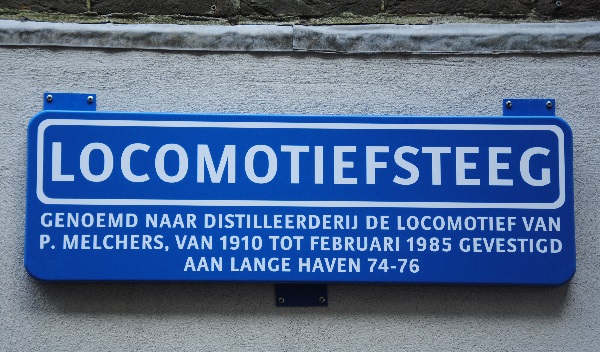 LOCOMOTIEFSTEEG
GENOEMD NAAR DISTILLEERDERIJ DE LOCOMOTIEF VAN
P. MELCHERS, VAN 1910 TOT FEBRUARI 1985 GEVESTIGD
AAN LANGE HAVEN 74-76